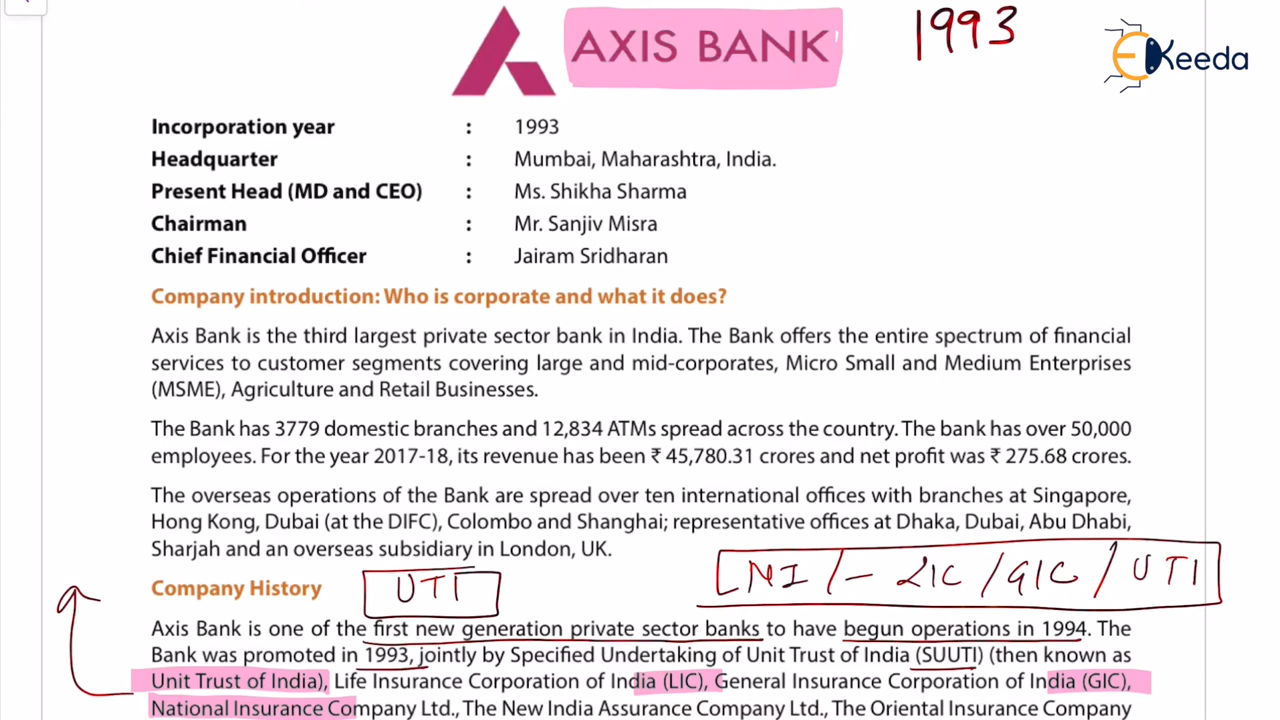 AXIS BANK
1993
Keeda
Incorporation year : 1993
Headquarter : Mumbai, Maharashtra, India.
Present Head (MD and CEO) : Ms. Shikha Sharma
Chairman : Mr. Sanjiv Misra
Chief Financial Officer : Jairam Sridharan
Company introduction: Who is corporate and what it does?
Axis Bank is the third largest private sector bank in India. The Bank offers the entire spectrum of financial
services to customer segments covering large and mid-corporates, Micro Small and Medium Enterprises
(MSME), Agriculture and Retail Businesses.
The Bank has 3779 domestic branches and 12,834 ATMs spread across the country. The bank has over 50,000
employees. For the year 2017-18, its revenue has been ₹ 45,780.31 crores and net profit was ₹ 275.68 crores.
The overseas operations of the Bank are spread over ten international offices with branches at Singapore,
Hong Kong, Dubai (at the DIFC), Colombo and Shanghai; representative offices at Dhaka, Dubai, Abu Dhabi,
Sharjah and an overseas subsidiary in London, UK.
Company History
UTI
NI / - LIC / GIC / UTI
Axis Bank is one of the first new generation private sector banks to have begun operations in 1994. The
Bank was promoted in 1993, jointly by Specified Undertaking of Unit Trust of India (SUUTI) (then known as
Unit Trust of India), Life Insurance Corporation of India (LIC), General Insurance Corporation of India (GIC),
National Insurance Company Ltd., The New India Assurance Company Ltd., The Oriental Insurance Company